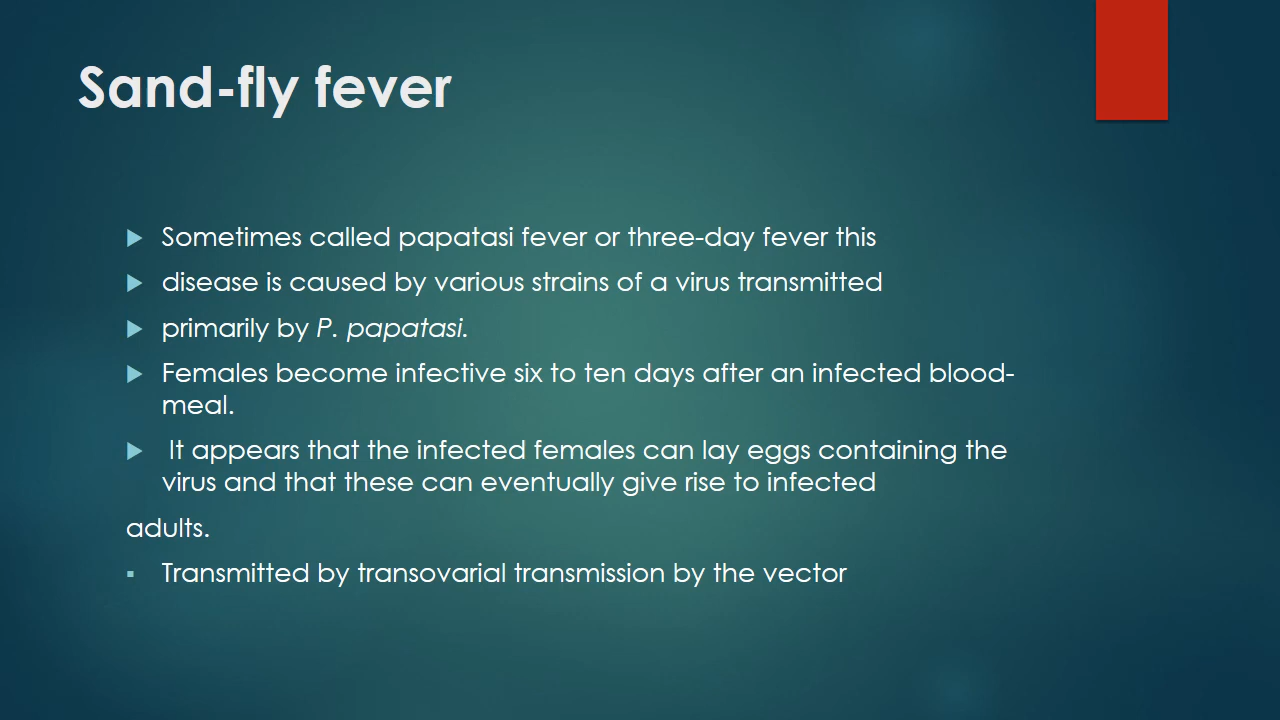 Sand-fly fever
Sometimes called papatasi fever or three-day fever this
disease is caused by various strains of a virus transmitted
primarily by P. papatasi.
Females become infective six to ten days after an infected blood-
meal.
It appears that the infected females can lay eggs containing the
virus and that these can eventually give rise to infected
adults.
Transmitted by transovarial transmission by the vector